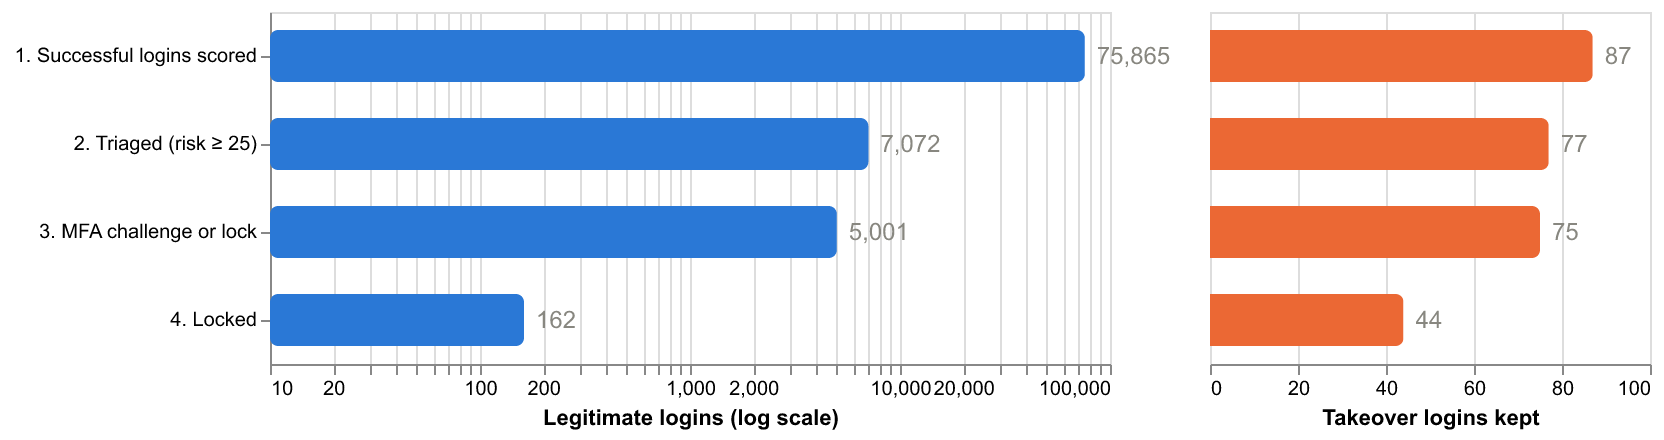 1. Successful logins scored
75,865
87
2. Triaged (risk ≥ 25)
7,072
77
3. MFA challenge or lock
5,001
75
4. Locked
162
44
10 20 100 200 1,000 2,000 10,000 20,000 100,000
0 20 40 60 80 100
Legitimate logins (log scale)
Takeover logins kept